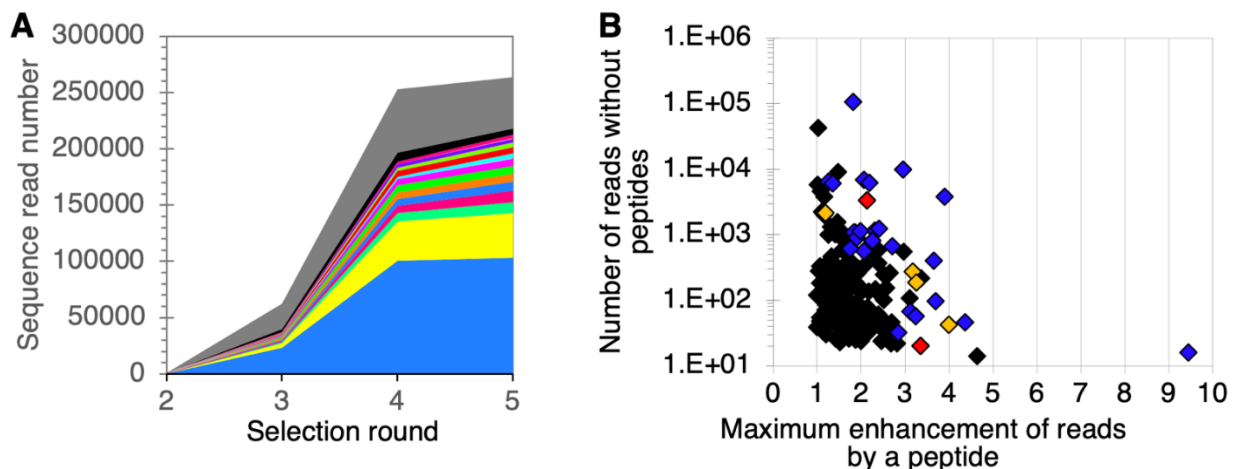 A
300000
250000
200000
150000
100000
50000
0
Sequence read number
2 3 4 5
Selection round
B
1.E+06
1.E+05
1.E+04
1.E+03
1.E+02
1.E+01
Number of reads without
peptides
0 1 2 3 4 5 6 7 8 9 10
Maximum enhancement of reads
by a peptide